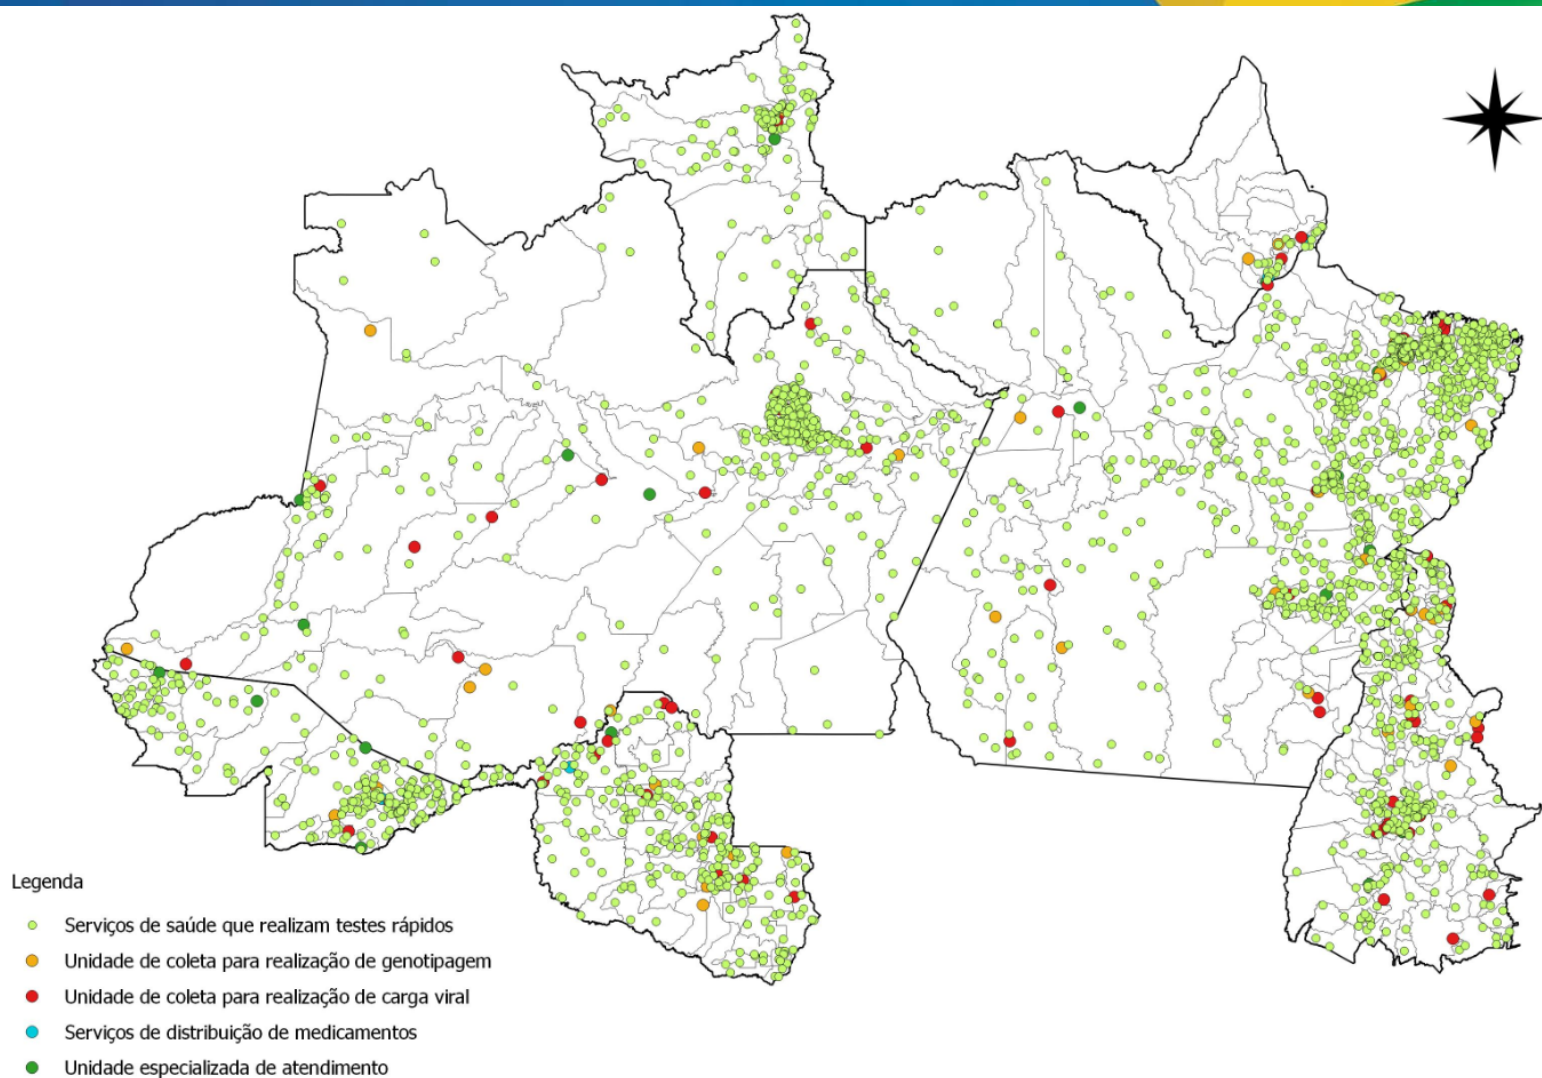 Legenda
Serviços de saúde que realizam testes rápidos
Unidade de coleta para realização de genotipagem
Unidade de coleta para realização de carga viral
Serviços de distribuição de medicamentos
Unidade especializada de atendimento